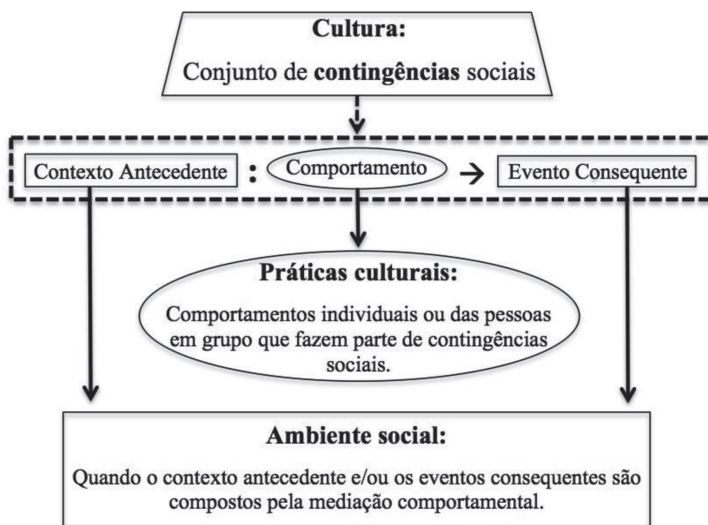 Cultura:
Conjunto de contingências sociais
Contexto Antecedente : Comportamento → Evento Consequente
Práticas culturais:
Comportamentos individuais ou das pessoas
em grupo que fazem parte de contingências
sociais.
Ambiente social:
Quando o contexto antecedente e/ou os eventos consequentes são
compostos pela mediação comportamental.